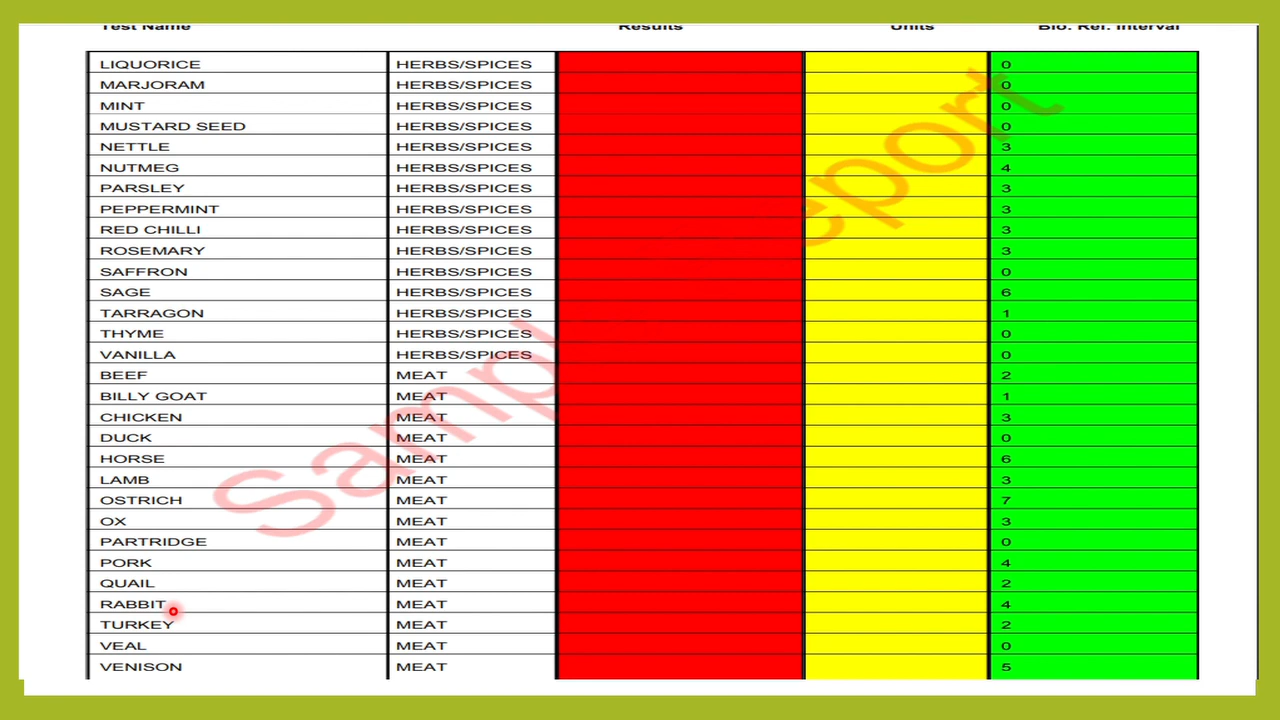 Test Name Results Units Bio. Ref. Interval
LIQUORICE HERBS/SPICES 0
MARJORAM HERBS/SPICES 0
MINT HERBS/SPICES 0
MUSTARD SEED HERBS/SPICES 0
NETTLE HERBS/SPICES 3
NUTMEG HERBS/SPICES 4
PARSLEY HERBS/SPICES 3
PEPPERMINT HERBS/SPICES 3
RED CHILLI HERBS/SPICES 3
ROSEMARY HERBS/SPICES 3
SAFFRON HERBS/SPICES 0
SAGE HERBS/SPICES 6
TARRAGON HERBS/SPICES 1
THYME HERBS/SPICES 0
VANILLA HERBS/SPICES 0
BEEF MEAT 2
BILLY GOAT MEAT 1
CHICKEN MEAT 3
DUCK MEAT 0
HORSE MEAT 6
LAMB MEAT 3
OSTRICH MEAT 7
OX MEAT 3
PARTRIDGE MEAT 0
PORK MEAT 4
QUAIL MEAT 2
RABBIT MEAT 4
TURKEY MEAT 2
VEAL MEAT 0
VENISON MEAT 5